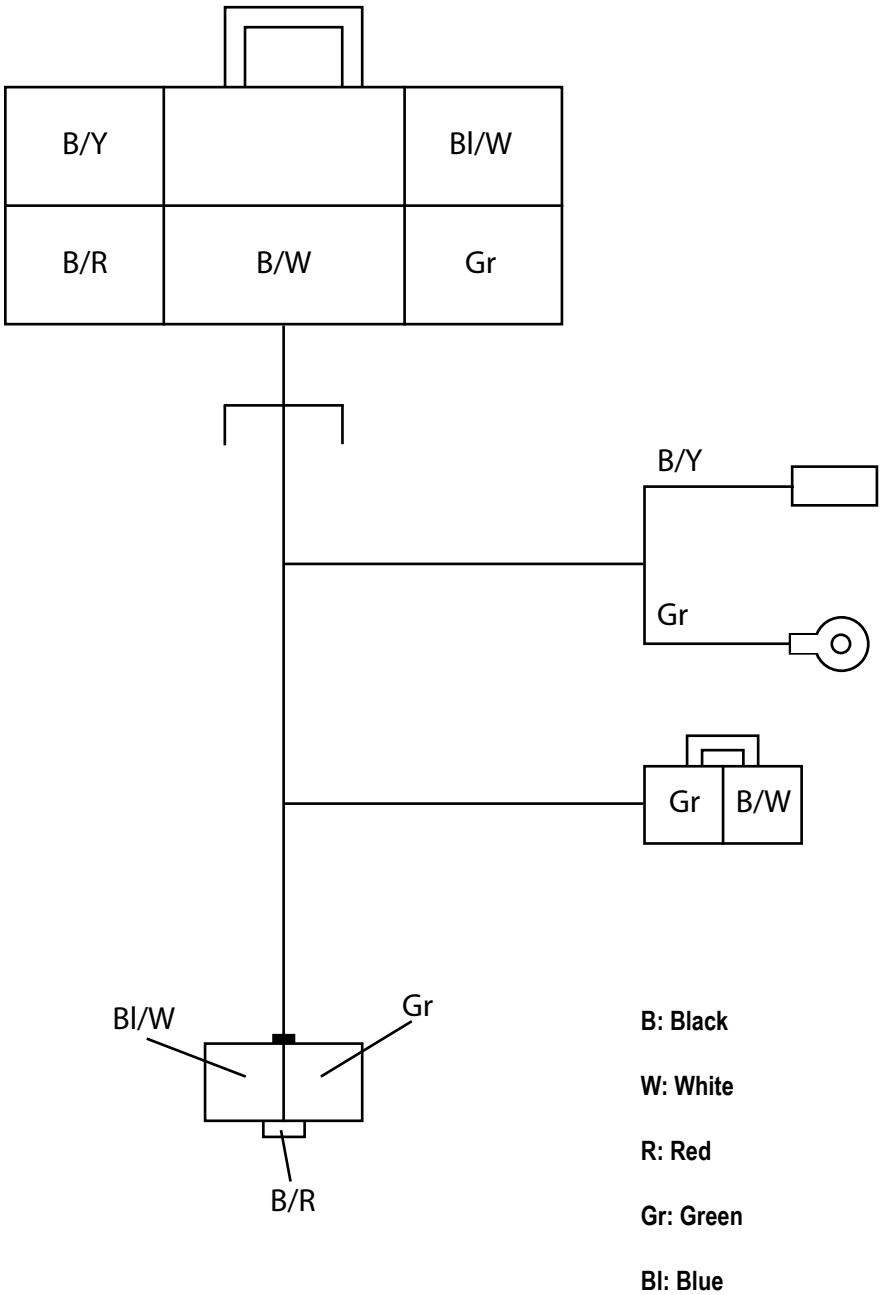 B/Y Bl/W
B/R B/W Gr
B/Y
Gr
Gr B/W
Bl/W Gr
B/R
B: Black
W: White
R: Red
Gr: Green
Bl: Blue